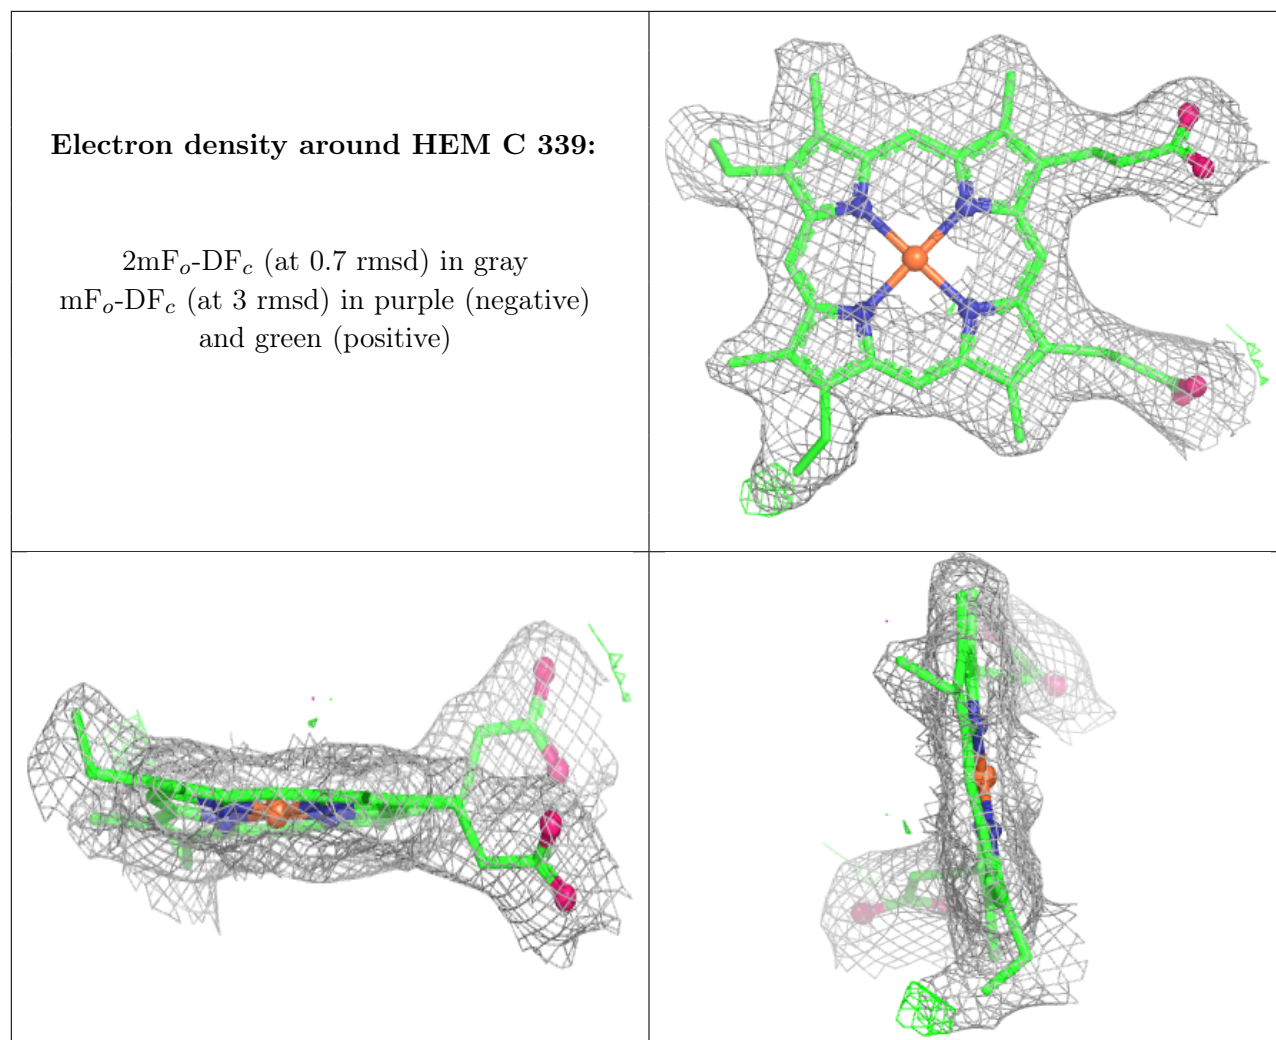 Electron density around HEM C 339:
2mFo-DFc (at 0.7 rmsd) in gray
mFo-DFc (at 3 rmsd) in purple (negative)
and green (positive)